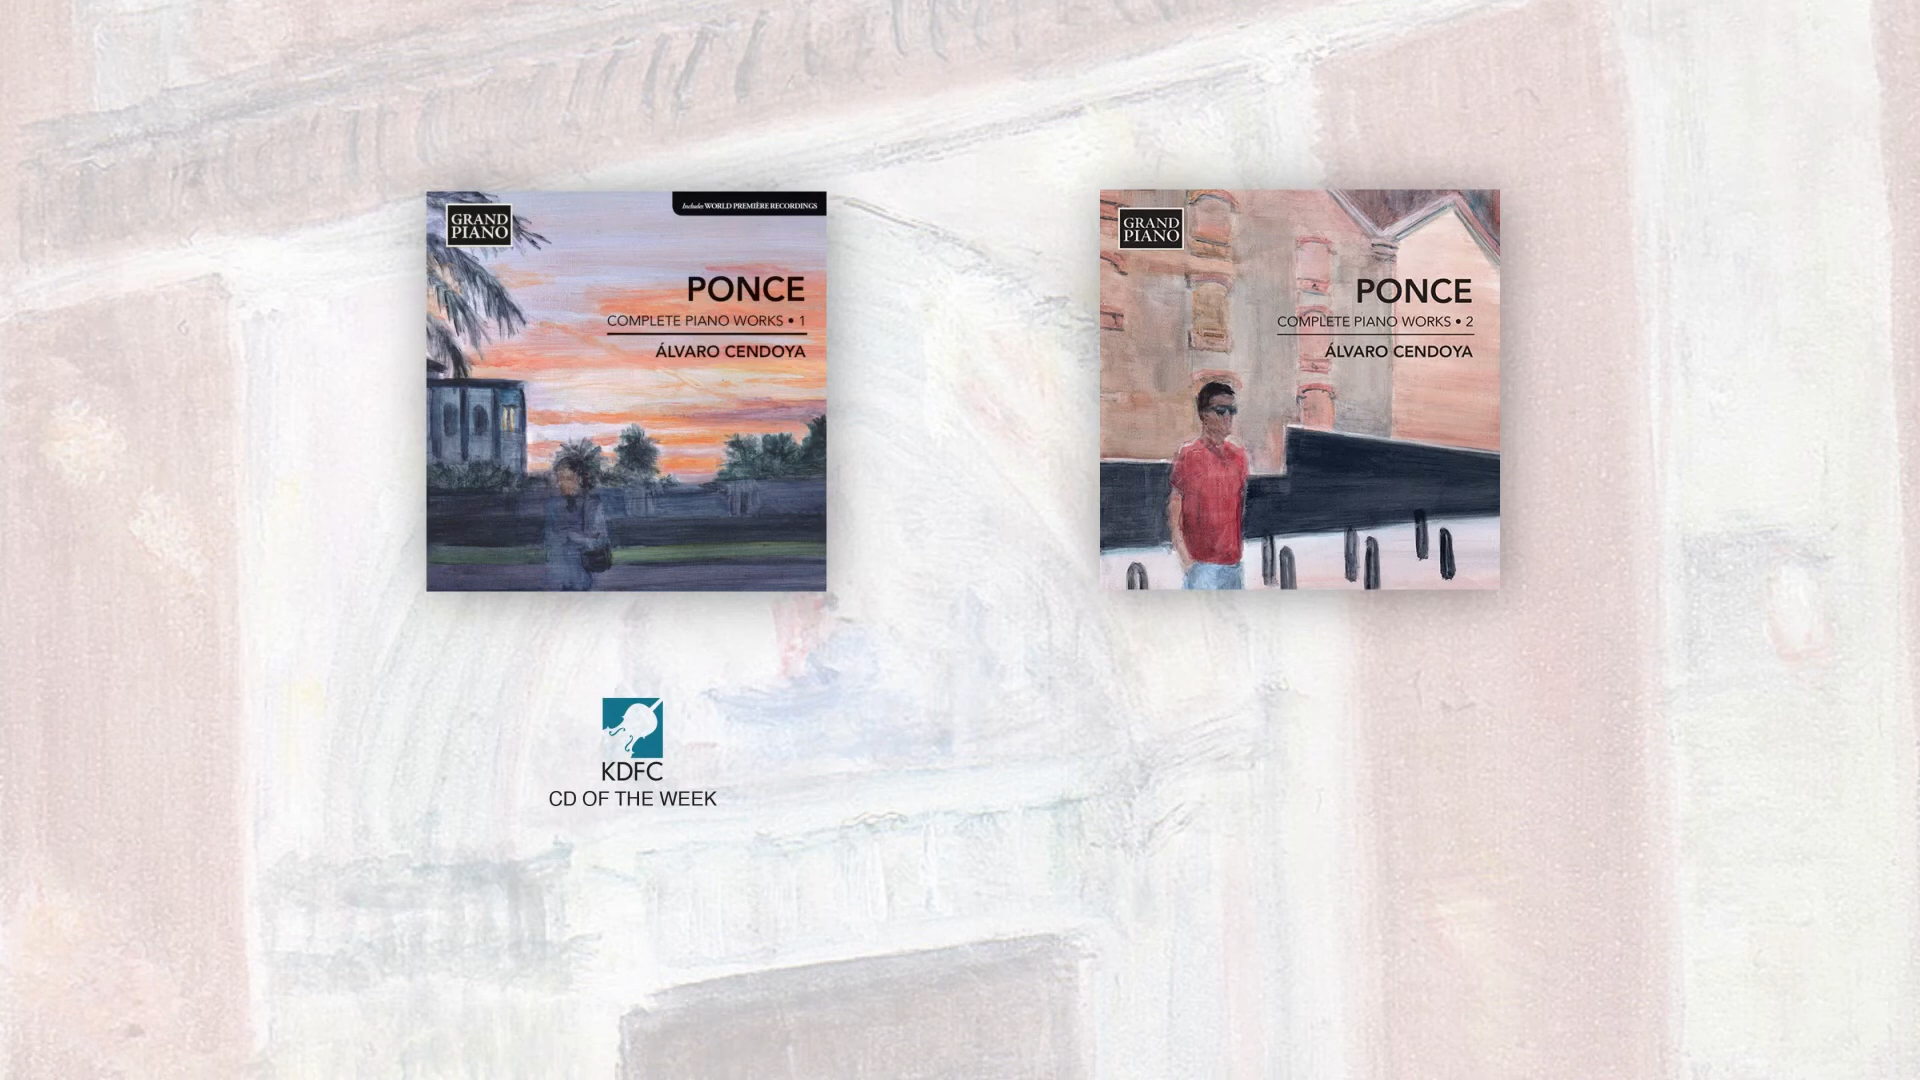 Includes WORLD PREMIÈRE RECORDINGS
GRAND
PIANO
PONCE
COMPLETE PIANO WORKS • 1
ÁLVARO CENDOYA
GRAND
PIANO
PONCE
COMPLETE PIANO WORKS • 2
ÁLVARO CENDOYA
KDFC
CD OF THE WEEK